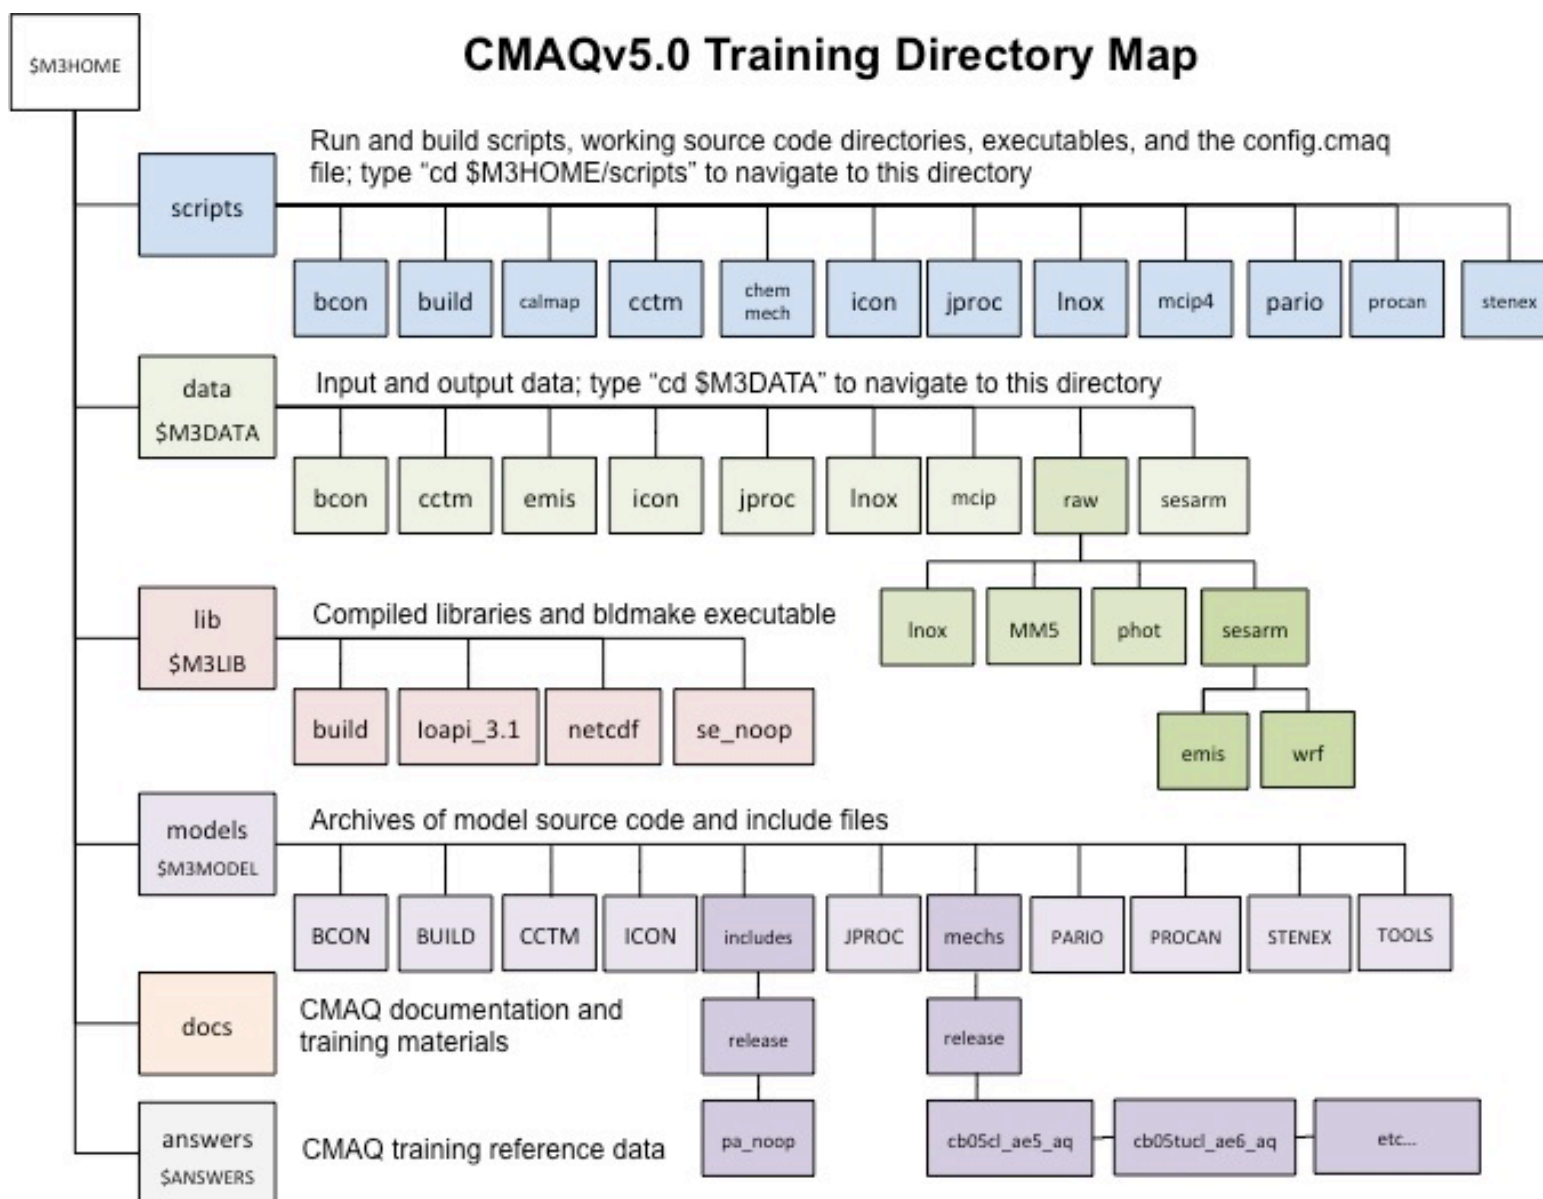 $M3HOME
CMAQv5.0 Training Directory Map
Run and build scripts, working source code directories, executables, and the config.cmaq
file; type “cd $M3HOME/scripts” to navigate to this directory
scripts
bcon
build
calmap
cctm
chem
mech
icon
jproc
lnox
mcip4
pario
procan
stenex
data
$M3DATA
Input and output data; type “cd $M3DATA” to navigate to this directory
bcon
cctm
emis
icon
jproc
lnox
mcip
raw
sesarm
lnox
MM5
phot
sesarm
emis
wrf
lib
$M3LIB
Compiled libraries and bldmake executable
build
Ioapi_3.1
netcdf
se_noop
models
$M3MODEL
Archives of model source code and include files
BCON
BUILD
CCTM
ICON
includes
JPROC
mechs
PARIO
PROCAN
STENEX
TOOLS
release
pa_noop
release
cb05cl_ae5_aq
cb05tucl_ae6_aq
etc...
docs
CMAQ documentation and
training materials
answers
$ANSWERS
CMAQ training reference data